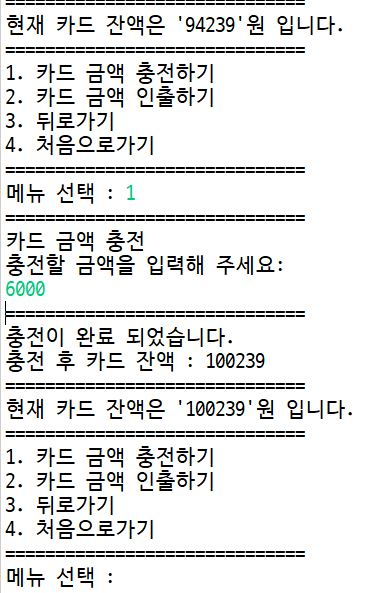 ==============================
현재 카드 잔액은 '94239'원 입니다.
==============================
1. 카드 금액 충전하기
2. 카드 금액 인출하기
3. 뒤로가기
4. 처음으로가기
==============================
메뉴 선택 : 1
==============================
카드 금액 충전
충전할 금액을 입력해 주세요:
6000
==============================
충전이 완료 되었습니다.
충전 후 카드 잔액 : 100239
==============================
현재 카드 잔액은 '100239'원 입니다.
==============================
1. 카드 금액 충전하기
2. 카드 금액 인출하기
3. 뒤로가기
4. 처음으로가기
==============================
메뉴 선택 :